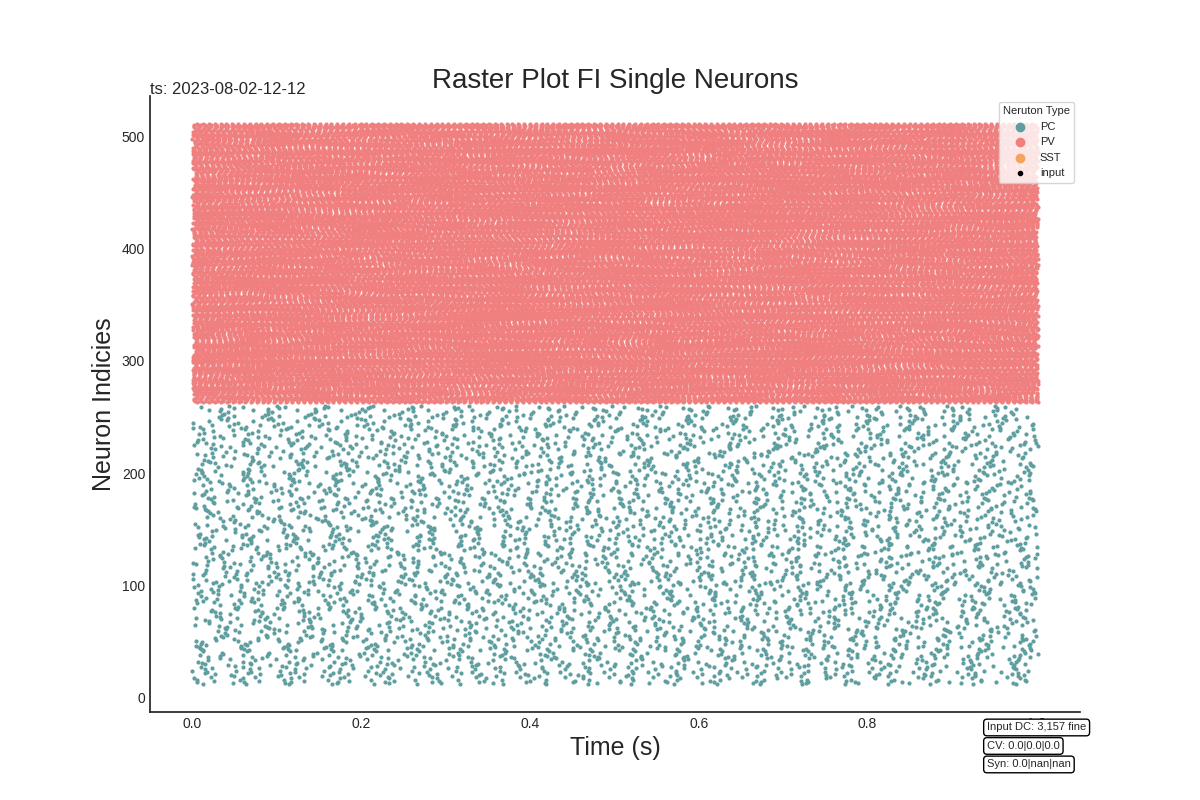 Raster Plot FI Single Neurons
ts: 2023-08-02-12-12
Neruton Type
PC
PV
SST
input
Neuron Indicies
500
400
300
200
100
0
0.0 0.2 0.4 0.6 0.8
Time (s)
Input DC: 3,157 fine
CV: 0.0|0.0|0.0
Syn: 0.0|nan|nan